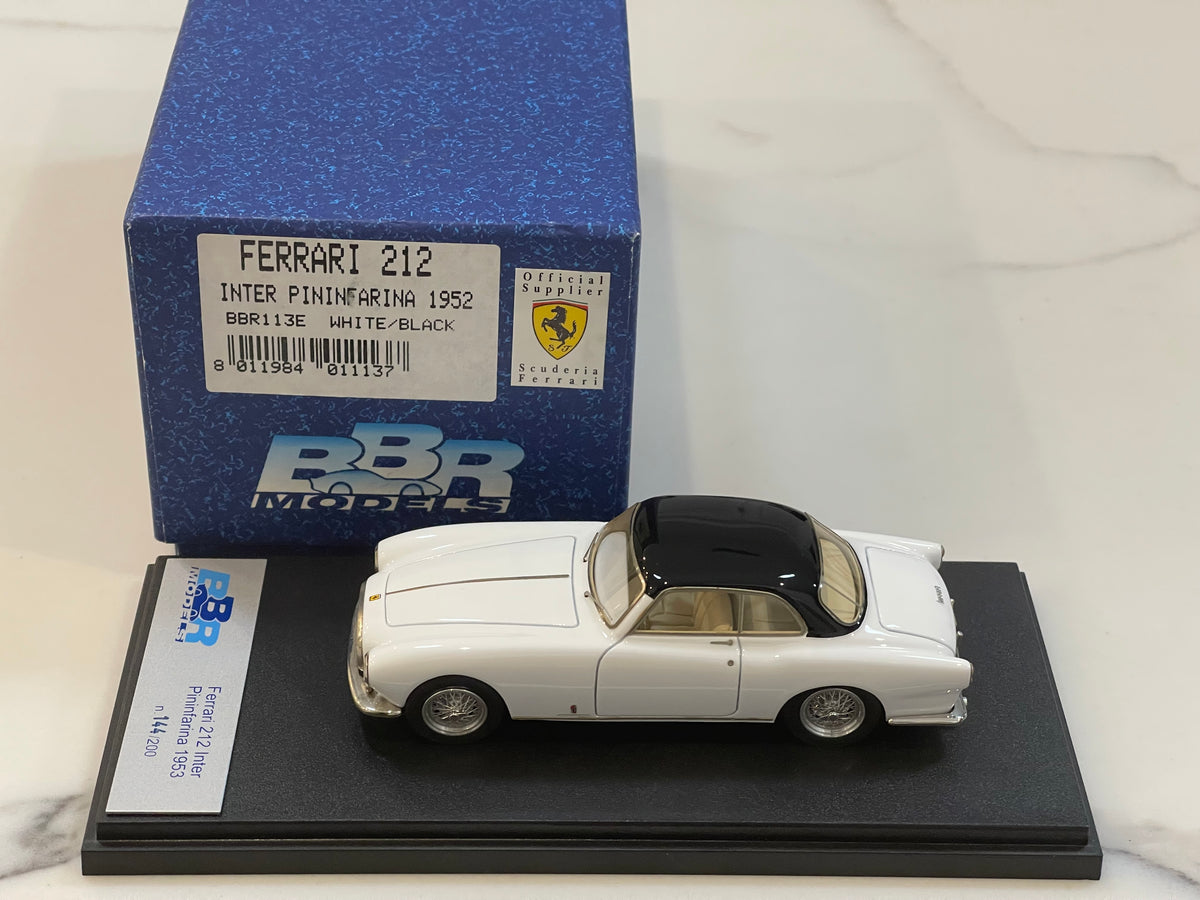 FERRARI 212
INTER PININFARINA 1952
BBR113E WHITE/BLACK
8 011984 011137
Official
Supplier
S F
Scuderia
Ferrari
BBR
MODELS
BBR
MODELS
Ferrari 212 Inter
Pininfarina 1953
n.144/200